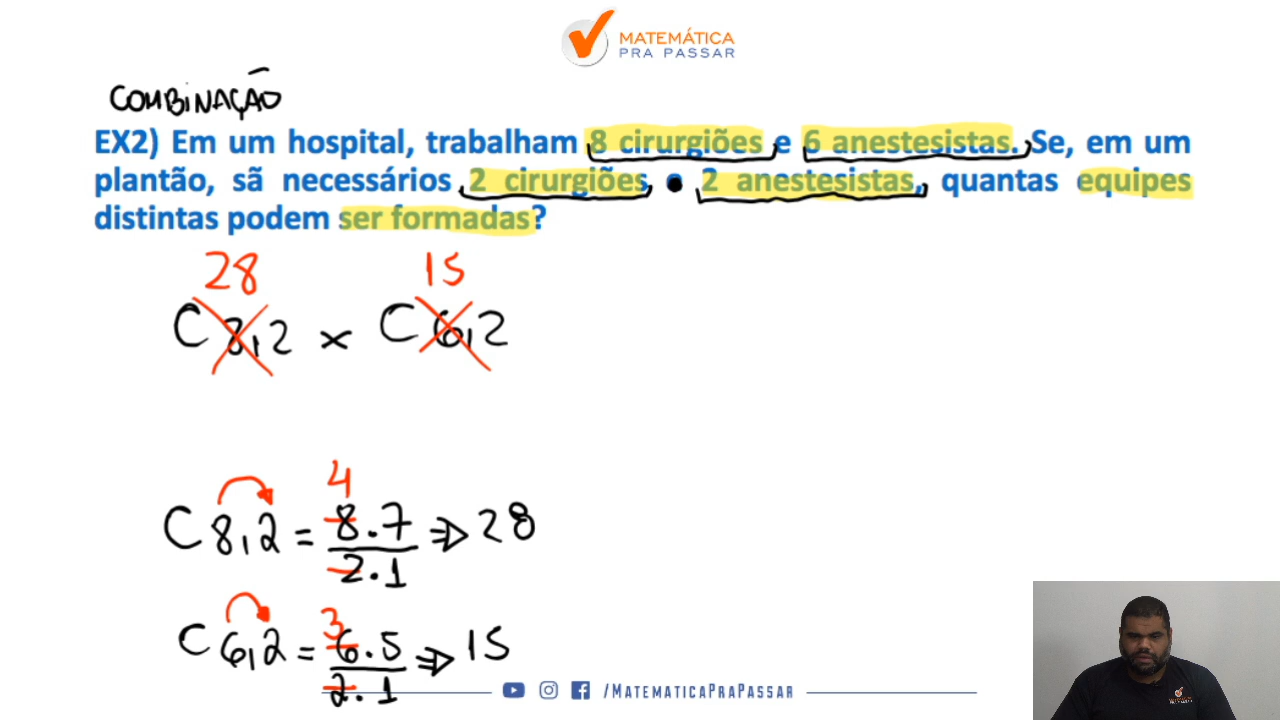 MATEMÁTICA
PRA PASSAR
COMBINAÇÃO
EX2) Em um hospital, trabalham 8 cirurgiões e 6 anestesistas. Se, em um
plantão, sã necessários 2 cirurgiões e 2 anestesistas, quantas equipes
distintas podem ser formadas?
28 15
C 8,2 x C 6,2
4
C 8,2 = 8.7 ⇒ 28
2.1
3
C 6,2 = 6.5 ⇒ 15
2.1
/MATEMATICAPRAPASSAR